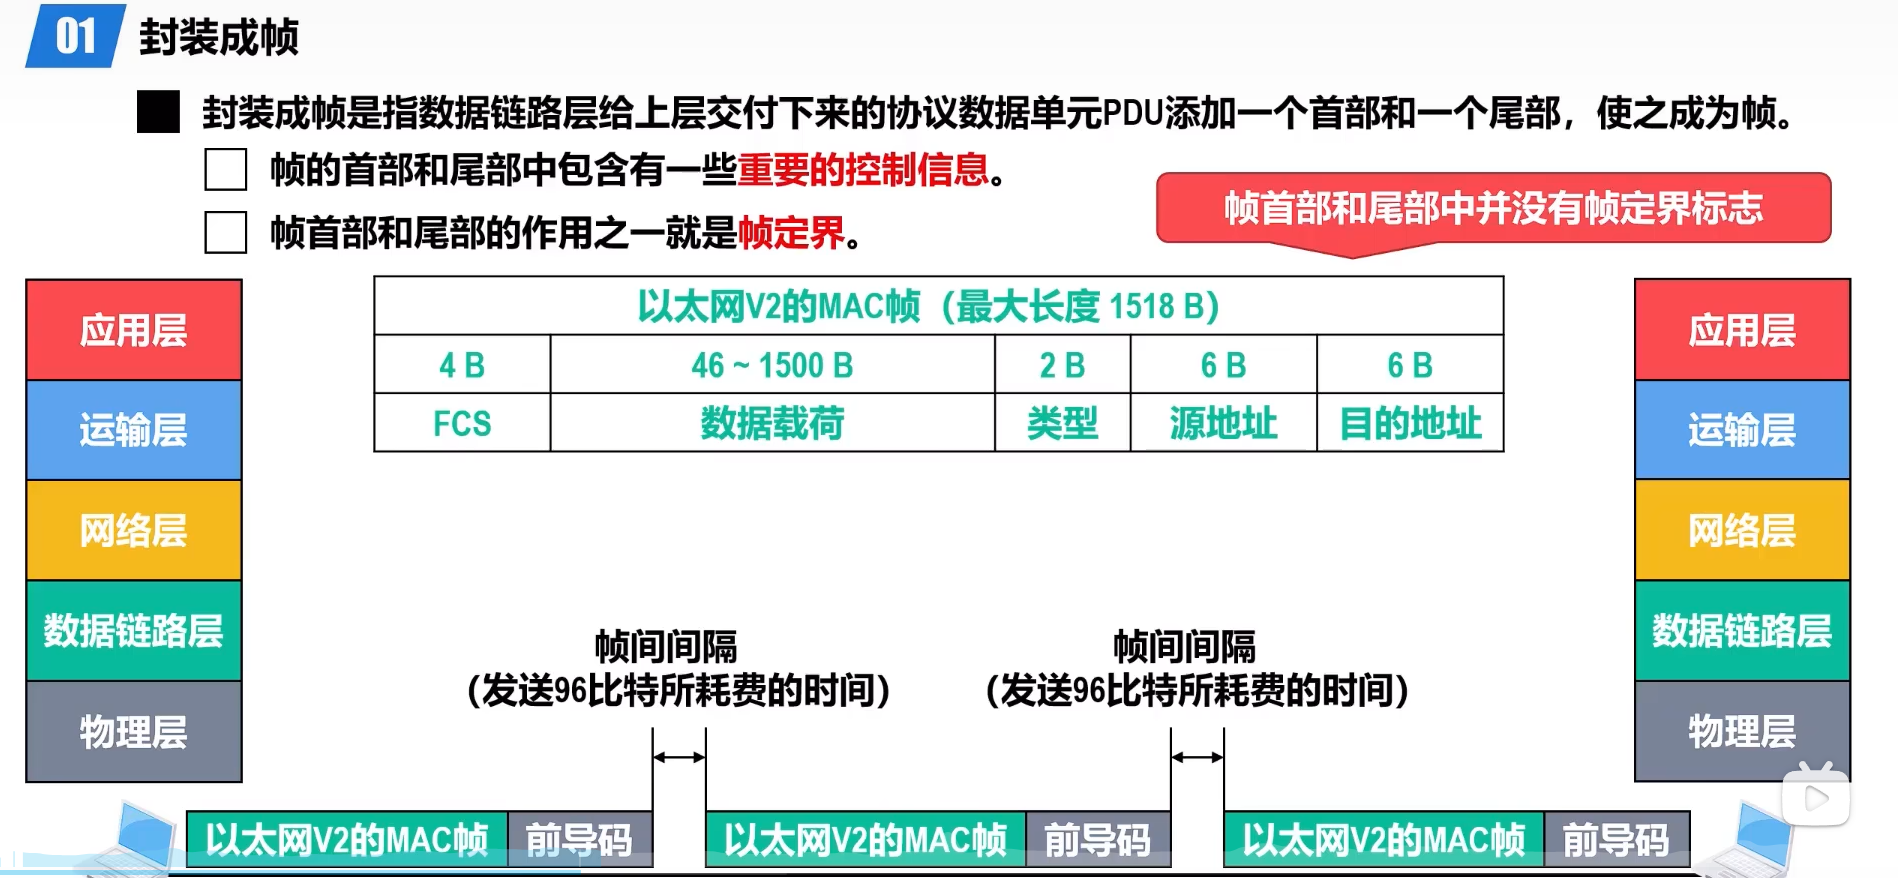 01 封装成帧
封装成帧是指数据链路层给上层交付下来的协议数据单元PDU添加一个首部和一个尾部，使之成为帧。
帧的首部和尾部中包含有一些重要的控制信息。
帧首部和尾部的作用之一就是帧定界。
帧首部和尾部中并没有帧定界标志
应用层
运输层
网络层
数据链路层
物理层
以太网V2的MAC帧（最大长度 1518 B）
4 B 46 ~ 1500 B 2 B 6 B 6 B
FCS 数据载荷 类型 源地址 目的地址
应用层
运输层
网络层
数据链路层
物理层
帧间间隔
（发送96比特所耗费的时间）
帧间间隔
（发送96比特所耗费的时间）
以太网V2的MAC帧 前导码 以太网V2的MAC帧 前导码 以太网V2的MAC帧 前导码